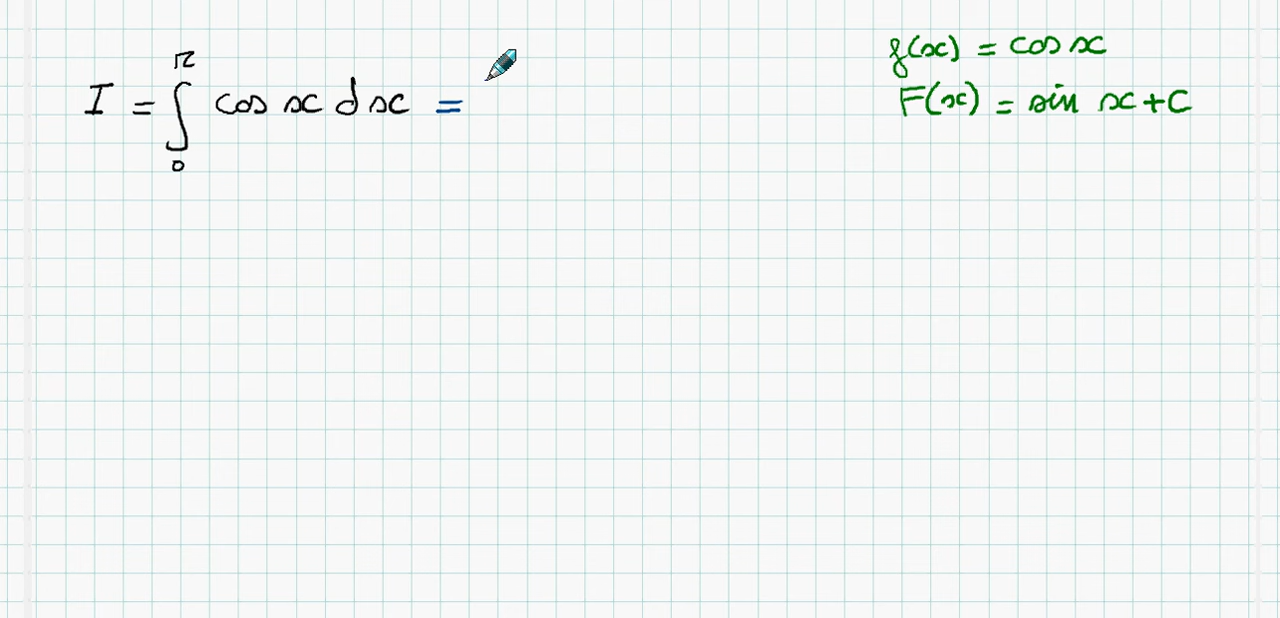 I = ∫₀^π cos x dx =
f(x) = cos x
F(x) = sin x + C